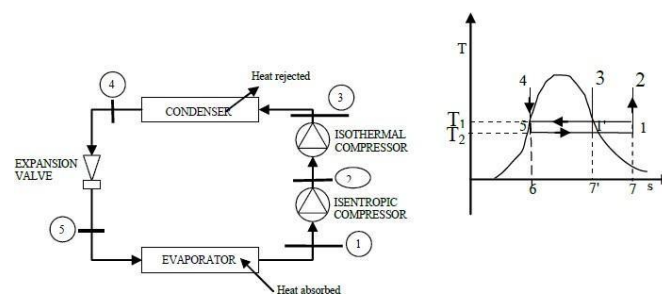 4
Heat rejected
CONDENSER
3
ISOTHERMAL
COMPRESSOR
EXPANSION
VALVE
2
ISENTROPIC
COMPRESSOR
5
1
EVAPORATOR
Heat absorbed
T
4
3
2
T1
5
1'
1
T2
6
7'
7
s